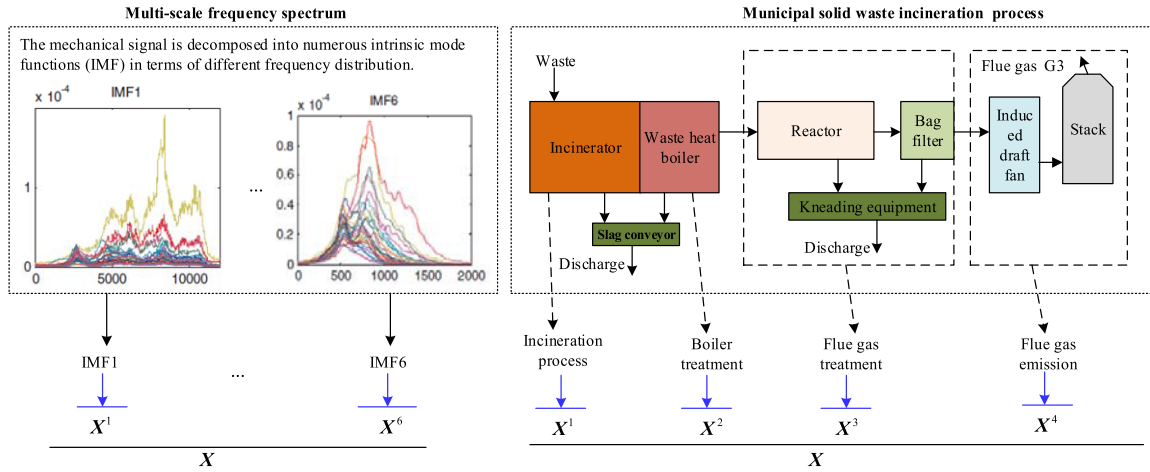 Multi-scale frequency spectrum
The mechanical signal is decomposed into numerous intrinsic mode
functions (IMF) in terms of different frequency distribution.
x 10⁻⁴
IMF1
1
0
0
5000
10000
...
x 10⁻⁴
IMF6
1
0.8
0.6
0.4
0.2
0
0
500
1000
1500
2000
IMF1
...
IMF6
X¹
X⁶
X
Municipal solid waste incineration process
Waste
Incinerator
Waste heat
boiler
Slag conveyor
Discharge
Reactor
Bag
filter
Kneading equipment
Discharge
Flue gas G3
Induc
ed
draft
fan
Stack
Incineration
process
Boiler
treatment
Flue gas
treatment
Flue gas
emission
X¹
X²
X³
X⁴
X